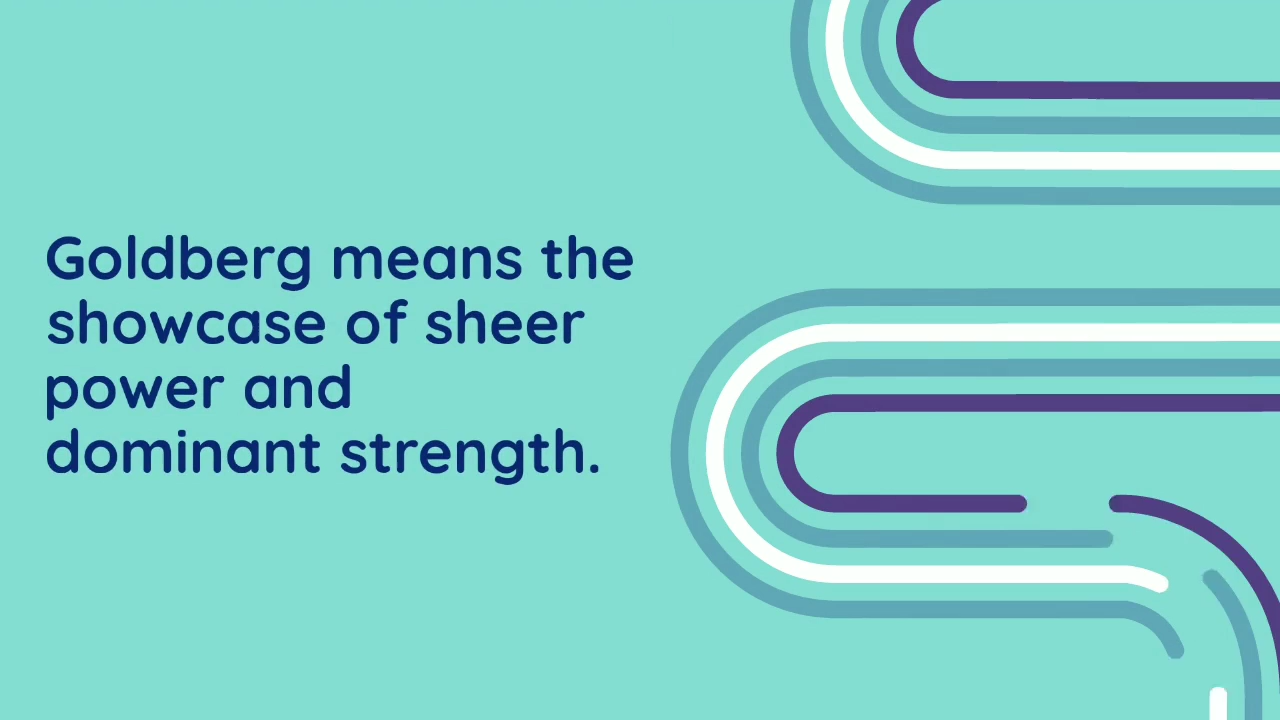 Goldberg means the
showcase of sheer
power and
dominant strength.